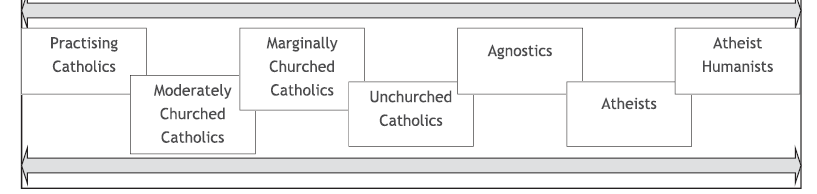 Practising
Catholics
Moderately
Churched
Catholics
Marginally
Churched
Catholics
Unchurched
Catholics
Agnostics
Atheists
Atheist
Humanists